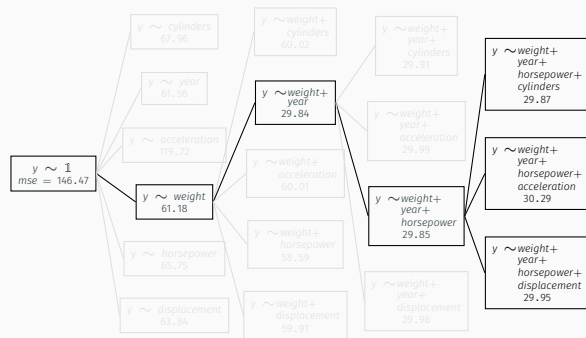 y ~ 𝟙
mse = 146.47
y ~ cylinders
67.96
y ~ year
61.56
y ~ acceleration
119.72
y ~ weight
61.18
y ~ horsepower
65.75
y ~ displacement
63.84
y ~weight+
cylinders
60.02
y ~weight+
year
29.84
y ~weight+
acceleration
60.01
y ~weight+
horsepower
58.59
y ~weight+
displacement
59.91
y ~weight+
year+
cylinders
29.91
y ~weight+
year+
acceleration
29.99
y ~weight+
year+
horsepower
29.85
y ~weight+
year+
displacement
29.96
y ~weight+
year+
horsepower+
cylinders
29.87
y ~weight+
year+
horsepower+
acceleration
30.29
y ~weight+
year+
horsepower+
displacement
29.95